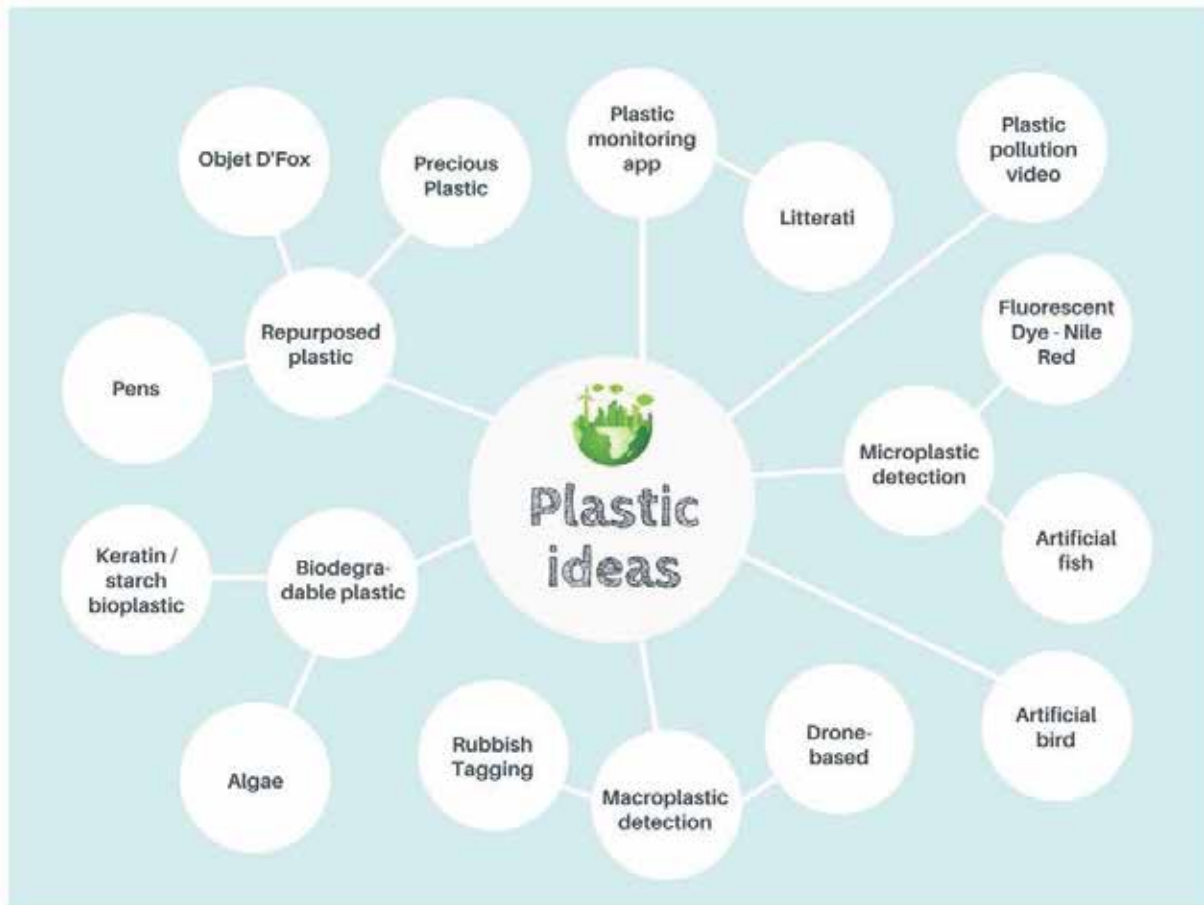 Plastic
monitoring
app
Plastic
pollution
video
Objet D'Fox
Precious
Plastic
Litterati
Fluorescent
Dye - Nile
Red
Repurposed
plastic
Pens
Microplastic
detection
Plastic
ideas
Keratin /
starch
bioplastic
Biodegra-
dable plastic
Artificial
fish
Artificial
bird
Drone-
based
Rubbish
Tagging
Macroplastic
detection
Algae